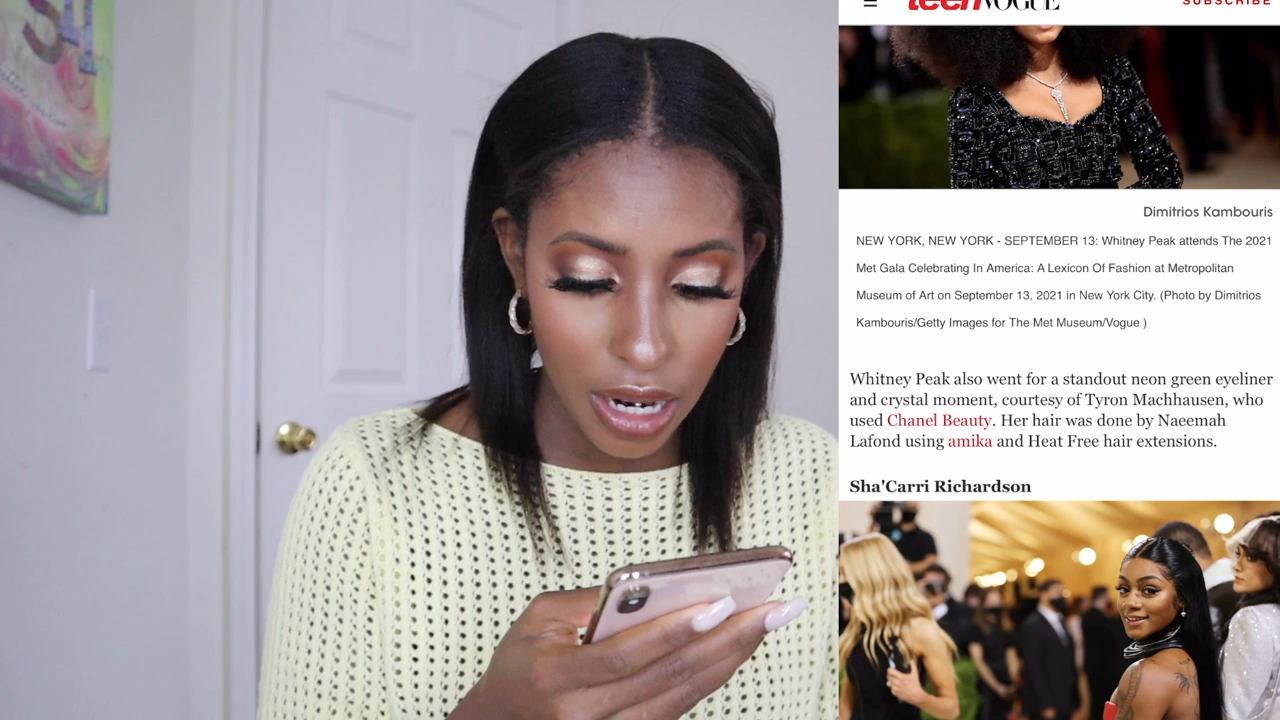 teenVOGUE
SUBSCRIBE
Dimitrios Kambouris
NEW YORK, NEW YORK - SEPTEMBER 13: Whitney Peak attends The 2021
Met Gala Celebrating In America: A Lexicon Of Fashion at Metropolitan
Museum of Art on September 13, 2021 in New York City. (Photo by Dimitrios
Kambouris/Getty Images for The Met Museum/Vogue )
Whitney Peak also went for a standout neon green eyeliner
and crystal moment, courtesy of Tyron Machhausen, who
used Chanel Beauty. Her hair was done by Naeemah
Lafond using amika and Heat Free hair extensions.
Sha'Carri Richardson